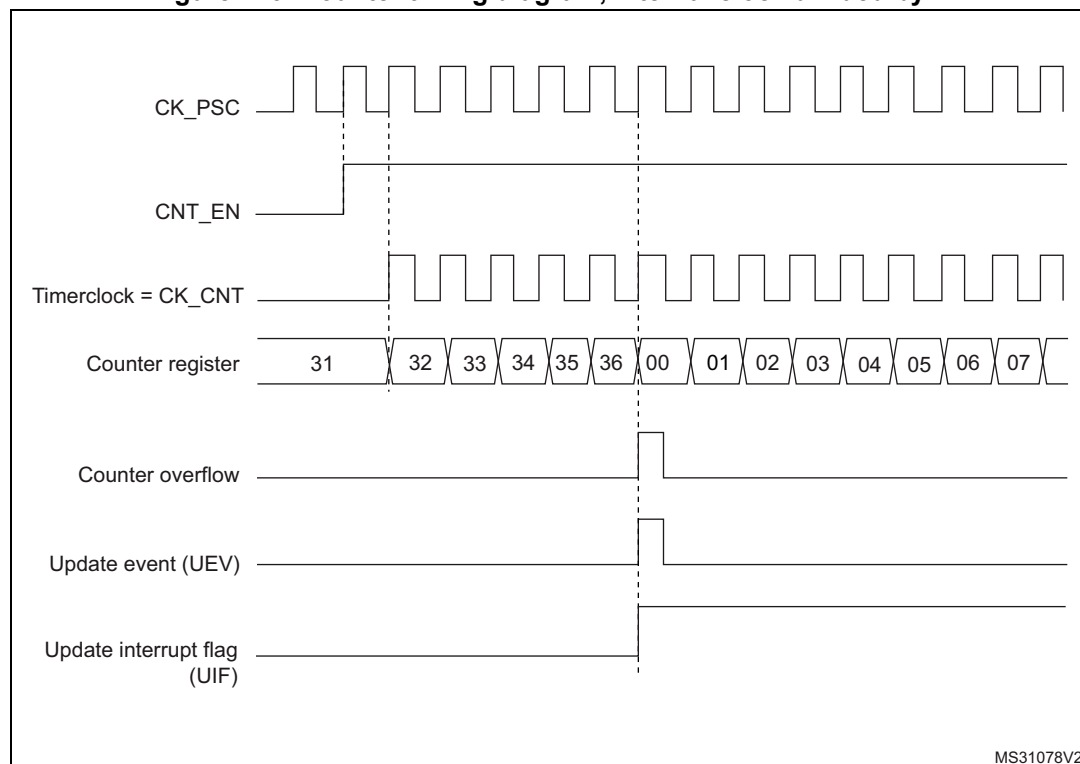 CK_PSC
CNT_EN
Timerclock = CK_CNT
Counter register 31 32 33 34 35 36 00 01 02 03 04 05 06 07
Counter overflow
Update event (UEV)
Update interrupt flag
(UIF)
MS31078V2